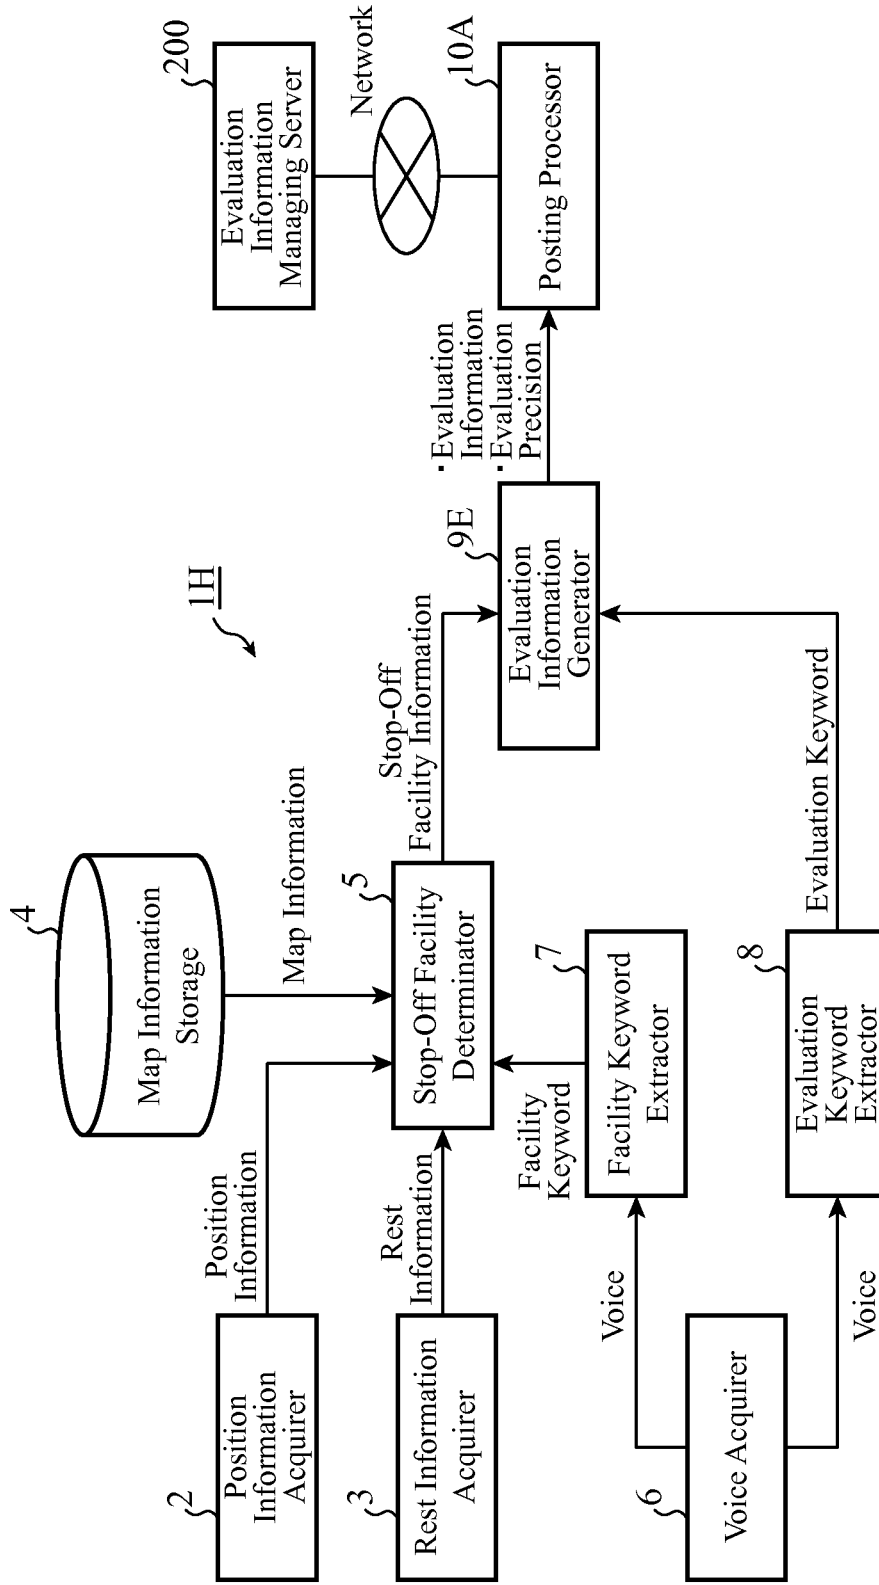 4
Map Information
Storage
Map Information
1H
200
Evaluation
Information
Managing Server
Network
2
Position
Information
Acquirer
Position
Information
3
Rest Information
Acquirer
Rest
Information
5
Stop-Off Facility
Determinator
Stop-Off
Facility Information
9E
Evaluation
Information
Generator
・Evaluation
Information
・Evaluation
Precision
10A
Posting Processor
Facility
Keyword
7
Facility Keyword
Extractor
6
Voice Acquirer
Voice
Voice
8
Evaluation
Keyword
Extractor
Evaluation Keyword